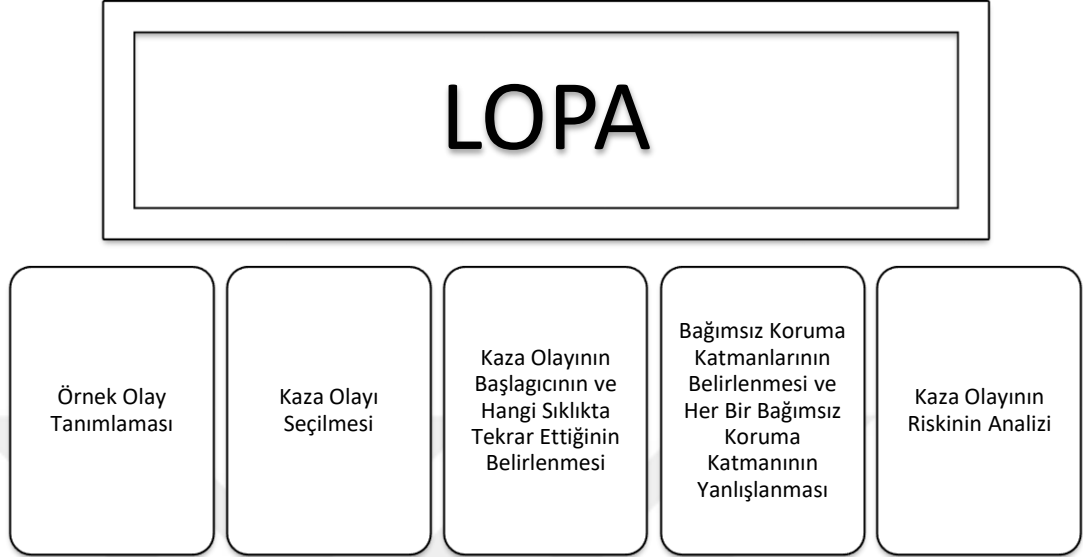 LOPA
Örnek Olay
Tanımlaması
Kaza Olayı
Seçilmesi
Kaza Olayının
Başlagıcının ve
Hangi Sıklıkta
Tekrar Ettiğinin
Belirlenmesi
Bağımsız Koruma
Katmanlarının
Belirlenmesi ve
Her Bir Bağımsız
Koruma
Katmanının
Yanlışlanması
Kaza Olayının
Riskinin Analizi